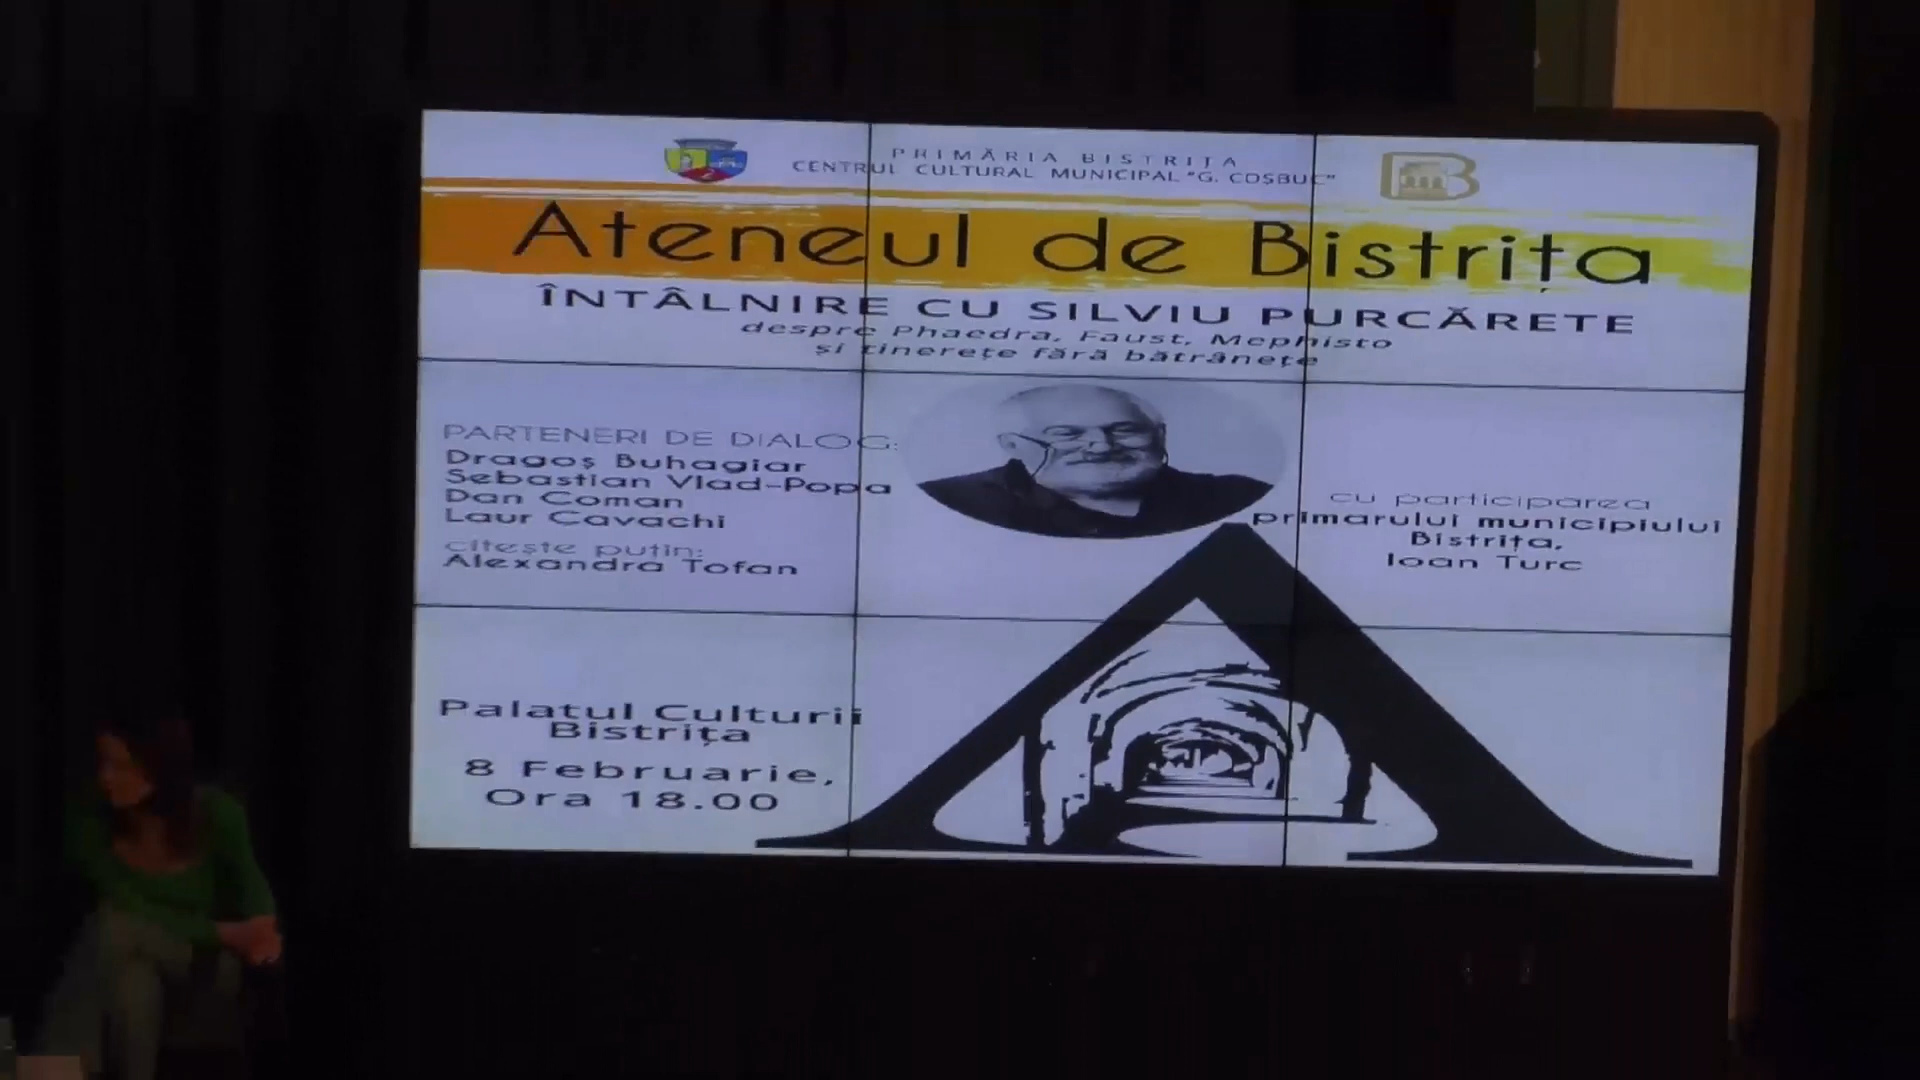 PRIMĂRIA BISTRIȚA
CENTRUL CULTURAL MUNICIPAL "G. COȘBUC"
Ateneul de Bistrița
ÎNTÂLNIRE CU SILVIU PURCĂRETE
despre Phaedra, Faust, Mephisto
și tinerețe fără bătrânețe
PARTENERI DE DIALOG:
Dragoș Buhagiar
Sebastian Vlad-Popa
Dan Coman
Laur Cavachi
citește puțin:
Alexandra Tofan
cu participarea
primarului municipiului
Bistrița,
Ioan Turc
Palatul Culturii
Bistrița
8 Februarie,
Ora 18.00